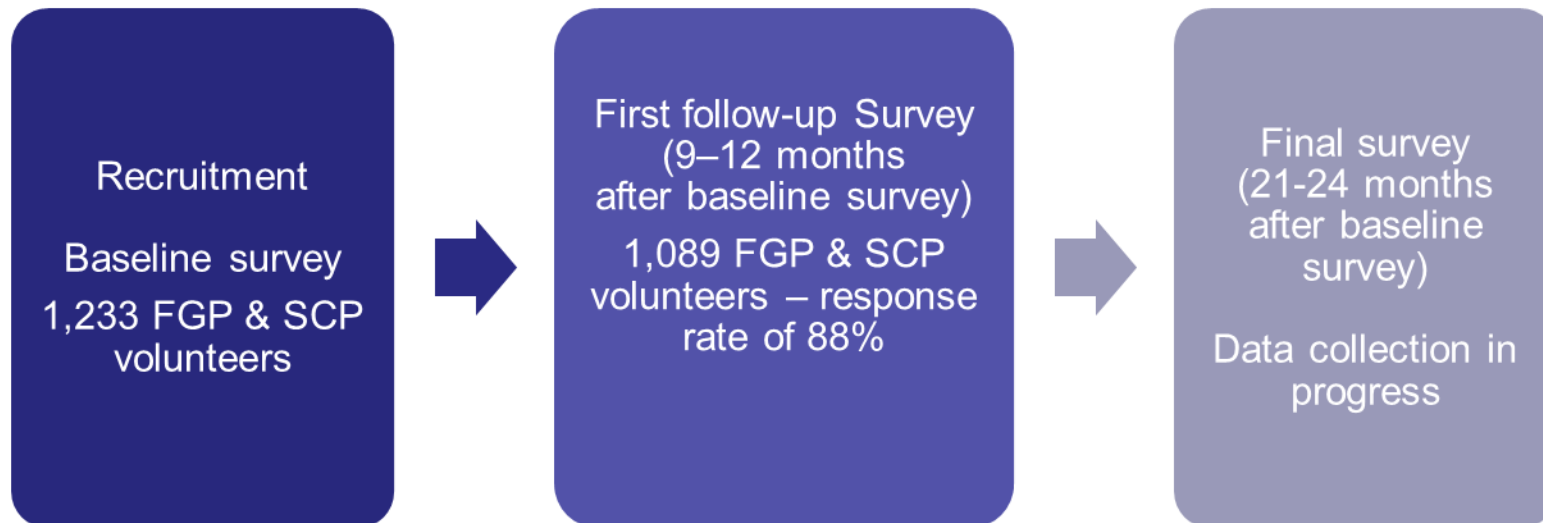 Recruitment
Baseline survey
1,233 FGP & SCP
volunteers
First follow-up Survey
(9–12 months
after baseline survey)
1,089 FGP & SCP
volunteers – response
rate of 88%
Final survey
(21-24 months
after baseline
survey)
Data collection in
progress